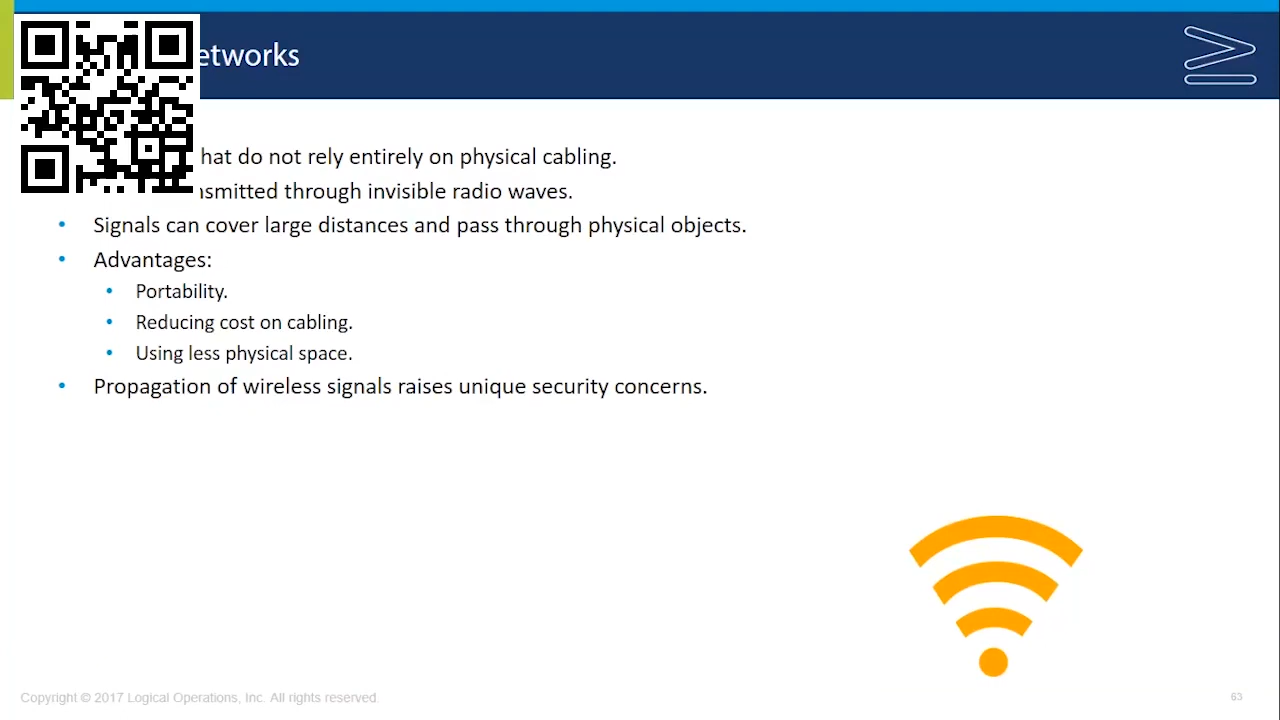 etworks
hat do not rely entirely on physical cabling.
nsmitted through invisible radio waves.
• Signals can cover large distances and pass through physical objects.
• Advantages:
• Portability.
• Reducing cost on cabling.
• Using less physical space.
• Propagation of wireless signals raises unique security concerns.
Copyright © 2017 Logical Operations, Inc. All rights reserved.
63